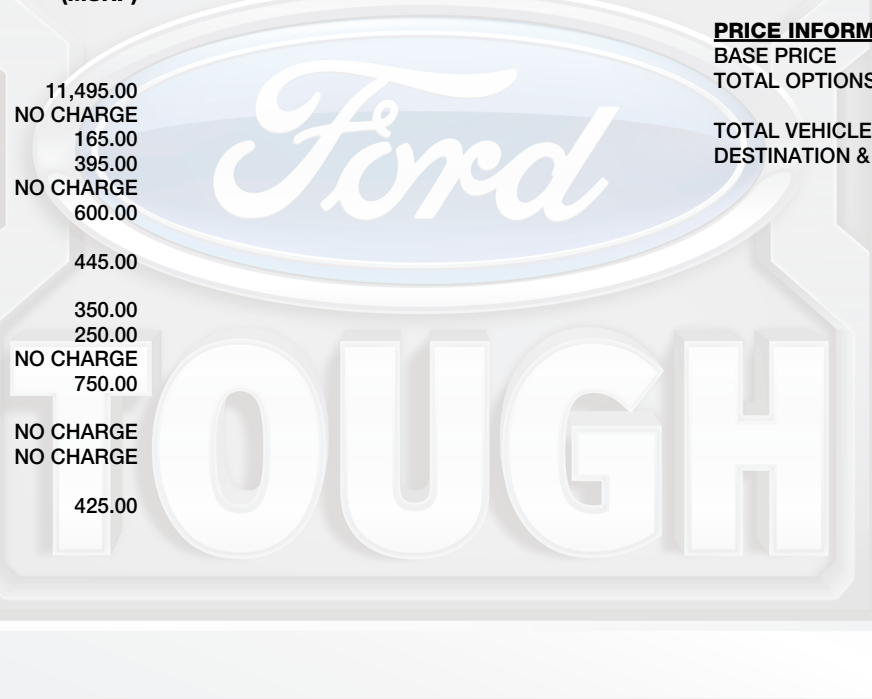 (MSRP)
11,495.00
NO CHARGE
165.00
395.00
NO CHARGE
600.00
445.00
350.00
250.00
NO CHARGE
750.00
NO CHARGE
NO CHARGE
425.00
PRICE INFORM
BASE PRICE
TOTAL OPTIONS
TOTAL VEHICLE
DESTINATION &
Ford
TOUGH